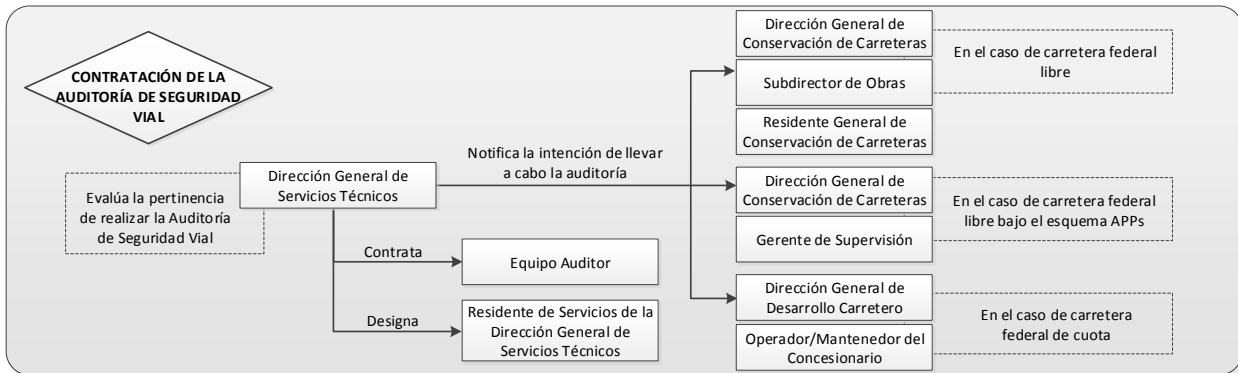 CONTRATACIÓN DE LA
AUDITORÍA DE SEGURIDAD
VIAL
Evalúa la pertinencia
de realizar la Auditoría
de Seguridad Vial
Dirección General de
Servicios Técnicos
Notifica la intención de llevar
a cabo la auditoría
Contrata
Equipo Auditor
Designa
Residente de Servicios de la
Dirección General de
Servicios Técnicos
Dirección General de
Conservación de Carreteras
Subdirector de Obras
Residente General de
Conservación de Carreteras
En el caso de carretera federal
libre
Dirección General de
Conservación de Carreteras
Gerente de Supervisión
En el caso de carretera federal
libre bajo el esquema APPs
Dirección General de
Desarrollo Carretero
Operador/Mantenedor del
Concesionario
En el caso de carretera
federal de cuota